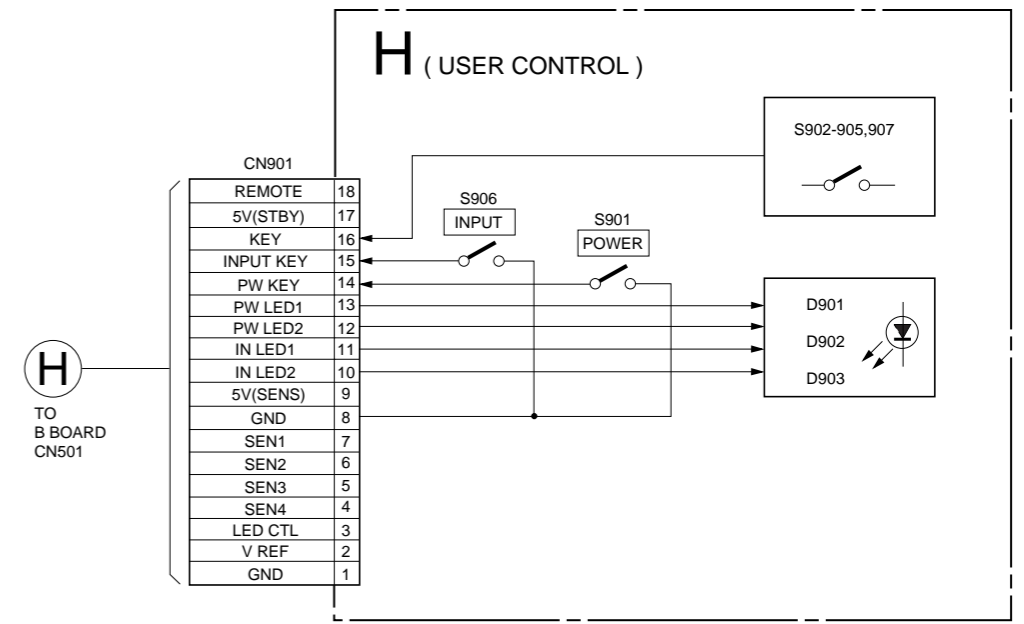 H ( USER CONTROL )
S902-905,907
CN901
REMOTE 18
5V(STBY) 17
KEY 16
INPUT KEY 15
PW KEY 14
PW LED1 13
PW LED2 12
IN LED1 11
IN LED2 10
5V(SENS) 9
GND 8
SEN1 7
SEN2 6
SEN3 5
SEN4 4
LED CTL 3
V REF 2
GND 1
S906
INPUT
S901
POWER
D901
D902
D903
H
TO
B BOARD
CN501